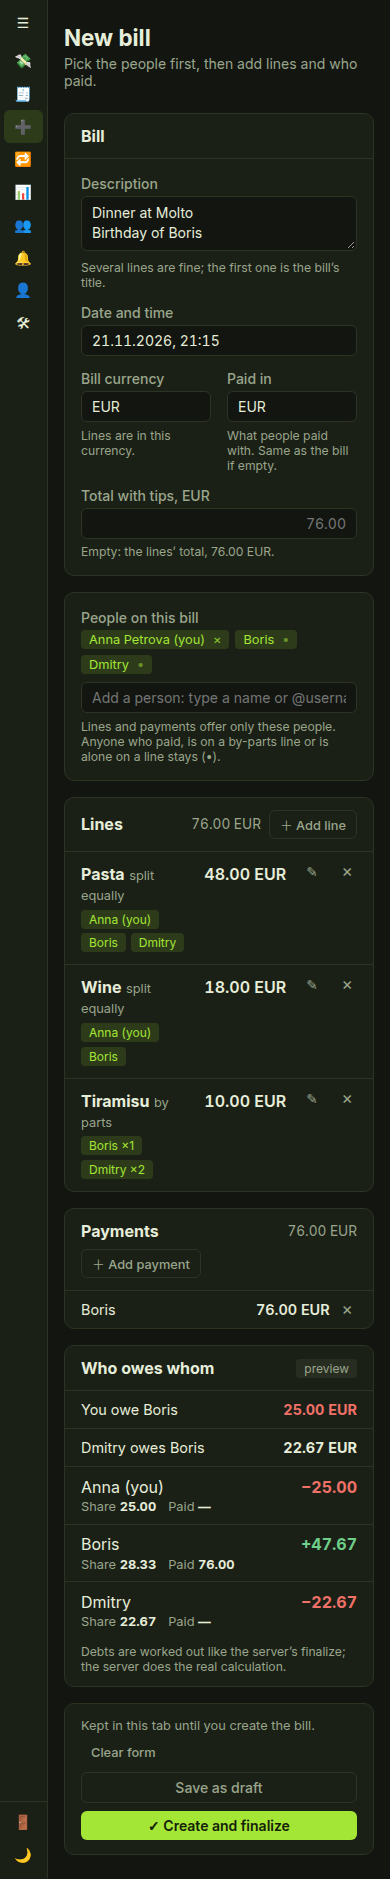 New bill
Pick the people first, then add lines and who
paid.
Bill
Description
Dinner at Molto
Birthday of Boris
Several lines are fine; the first one is the bill’s
title.
Date and time
21.11.2026, 21:15
Bill currency
Paid in
EUR
EUR
Lines are in this
currency.
What people paid
with. Same as the bill
if empty.
Total with tips, EUR
76.00
Empty: the lines’ total, 76.00 EUR.
People on this bill
Anna Petrova (you) ×
Boris •
Dmitry •
Add a person: type a name or @userna
Lines and payments offer only these people.
Anyone who paid, is on a by-parts line or is
alone on a line stays (•).
Lines 76.00 EUR + Add line
Pasta split
equally
48.00 EUR ✎ ×
Anna (you)
Boris Dmitry
Wine split
equally
18.00 EUR ✎ ×
Anna (you)
Boris
Tiramisu by
parts
10.00 EUR ✎ ×
Boris ×1
Dmitry ×2
Payments 76.00 EUR
+ Add payment
Boris 76.00 EUR ×
Who owes whom preview
You owe Boris 25.00 EUR
Dmitry owes Boris 22.67 EUR
Anna (you) −25.00
Share 25.00 Paid —
Boris +47.67
Share 28.33 Paid 76.00
Dmitry −22.67
Share 22.67 Paid —
Debts are worked out like the server’s finalize;
the server does the real calculation.
Kept in this tab until you create the bill.
Clear form
Save as draft
✓ Create and finalize